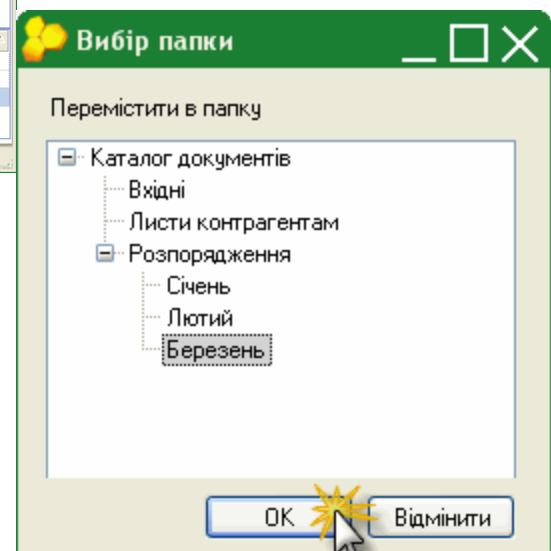 Вибір папки
Перемістити в папку
Каталог документів
Вхідні
Листи контрагентам
Розпорядження
Січень
Лютий
Березень
OK
Відмінити